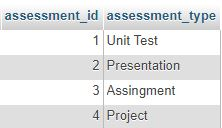 assessment_id assessment_type
1 Unit Test
2 Presentation
3 Assingment
4 Project